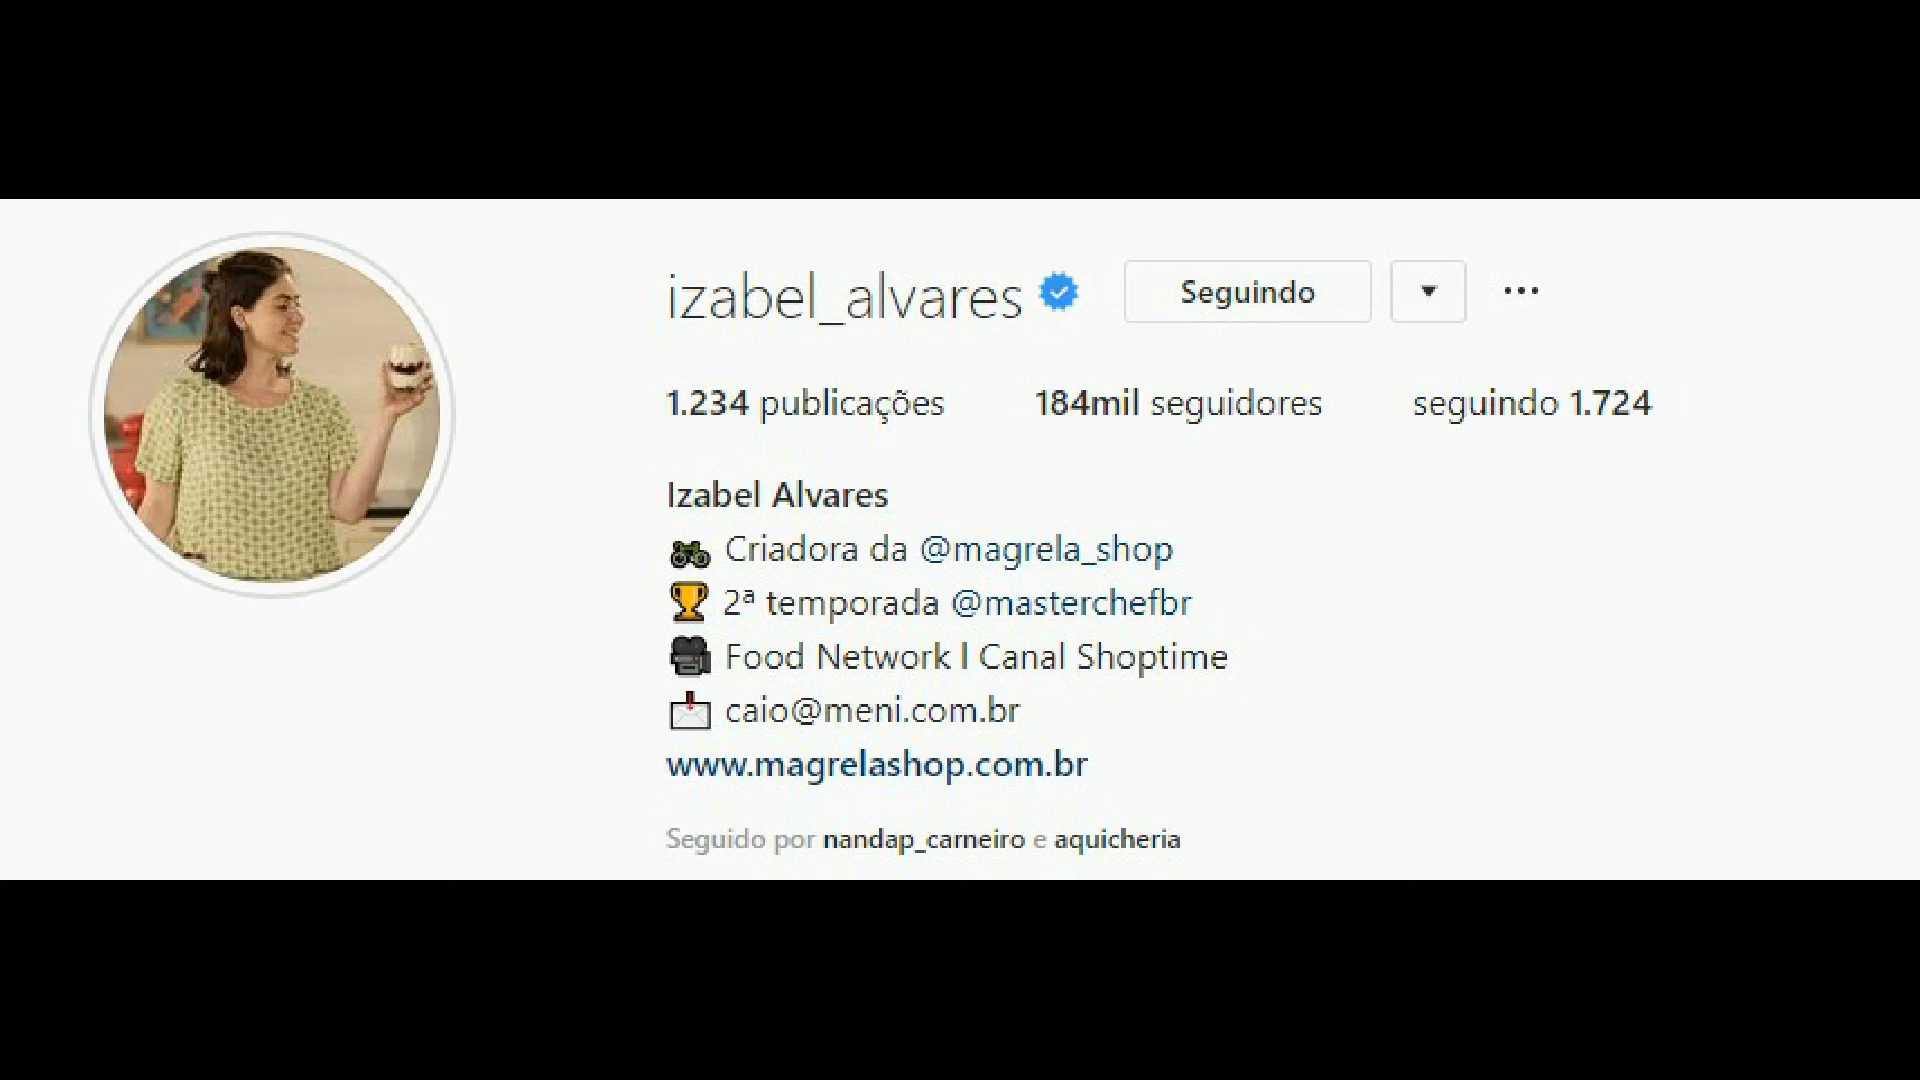 izabel_alvares Seguindo
1.234 publicações 184mil seguidores seguindo 1.724
Izabel Alvares
Criadora da @magrela_shop
2ª temporada @masterchefbr
Food Network l Canal Shoptime
caio@meni.com.br
www.magrelashop.com.br
Seguido por nandap_carneiro e aquicheria